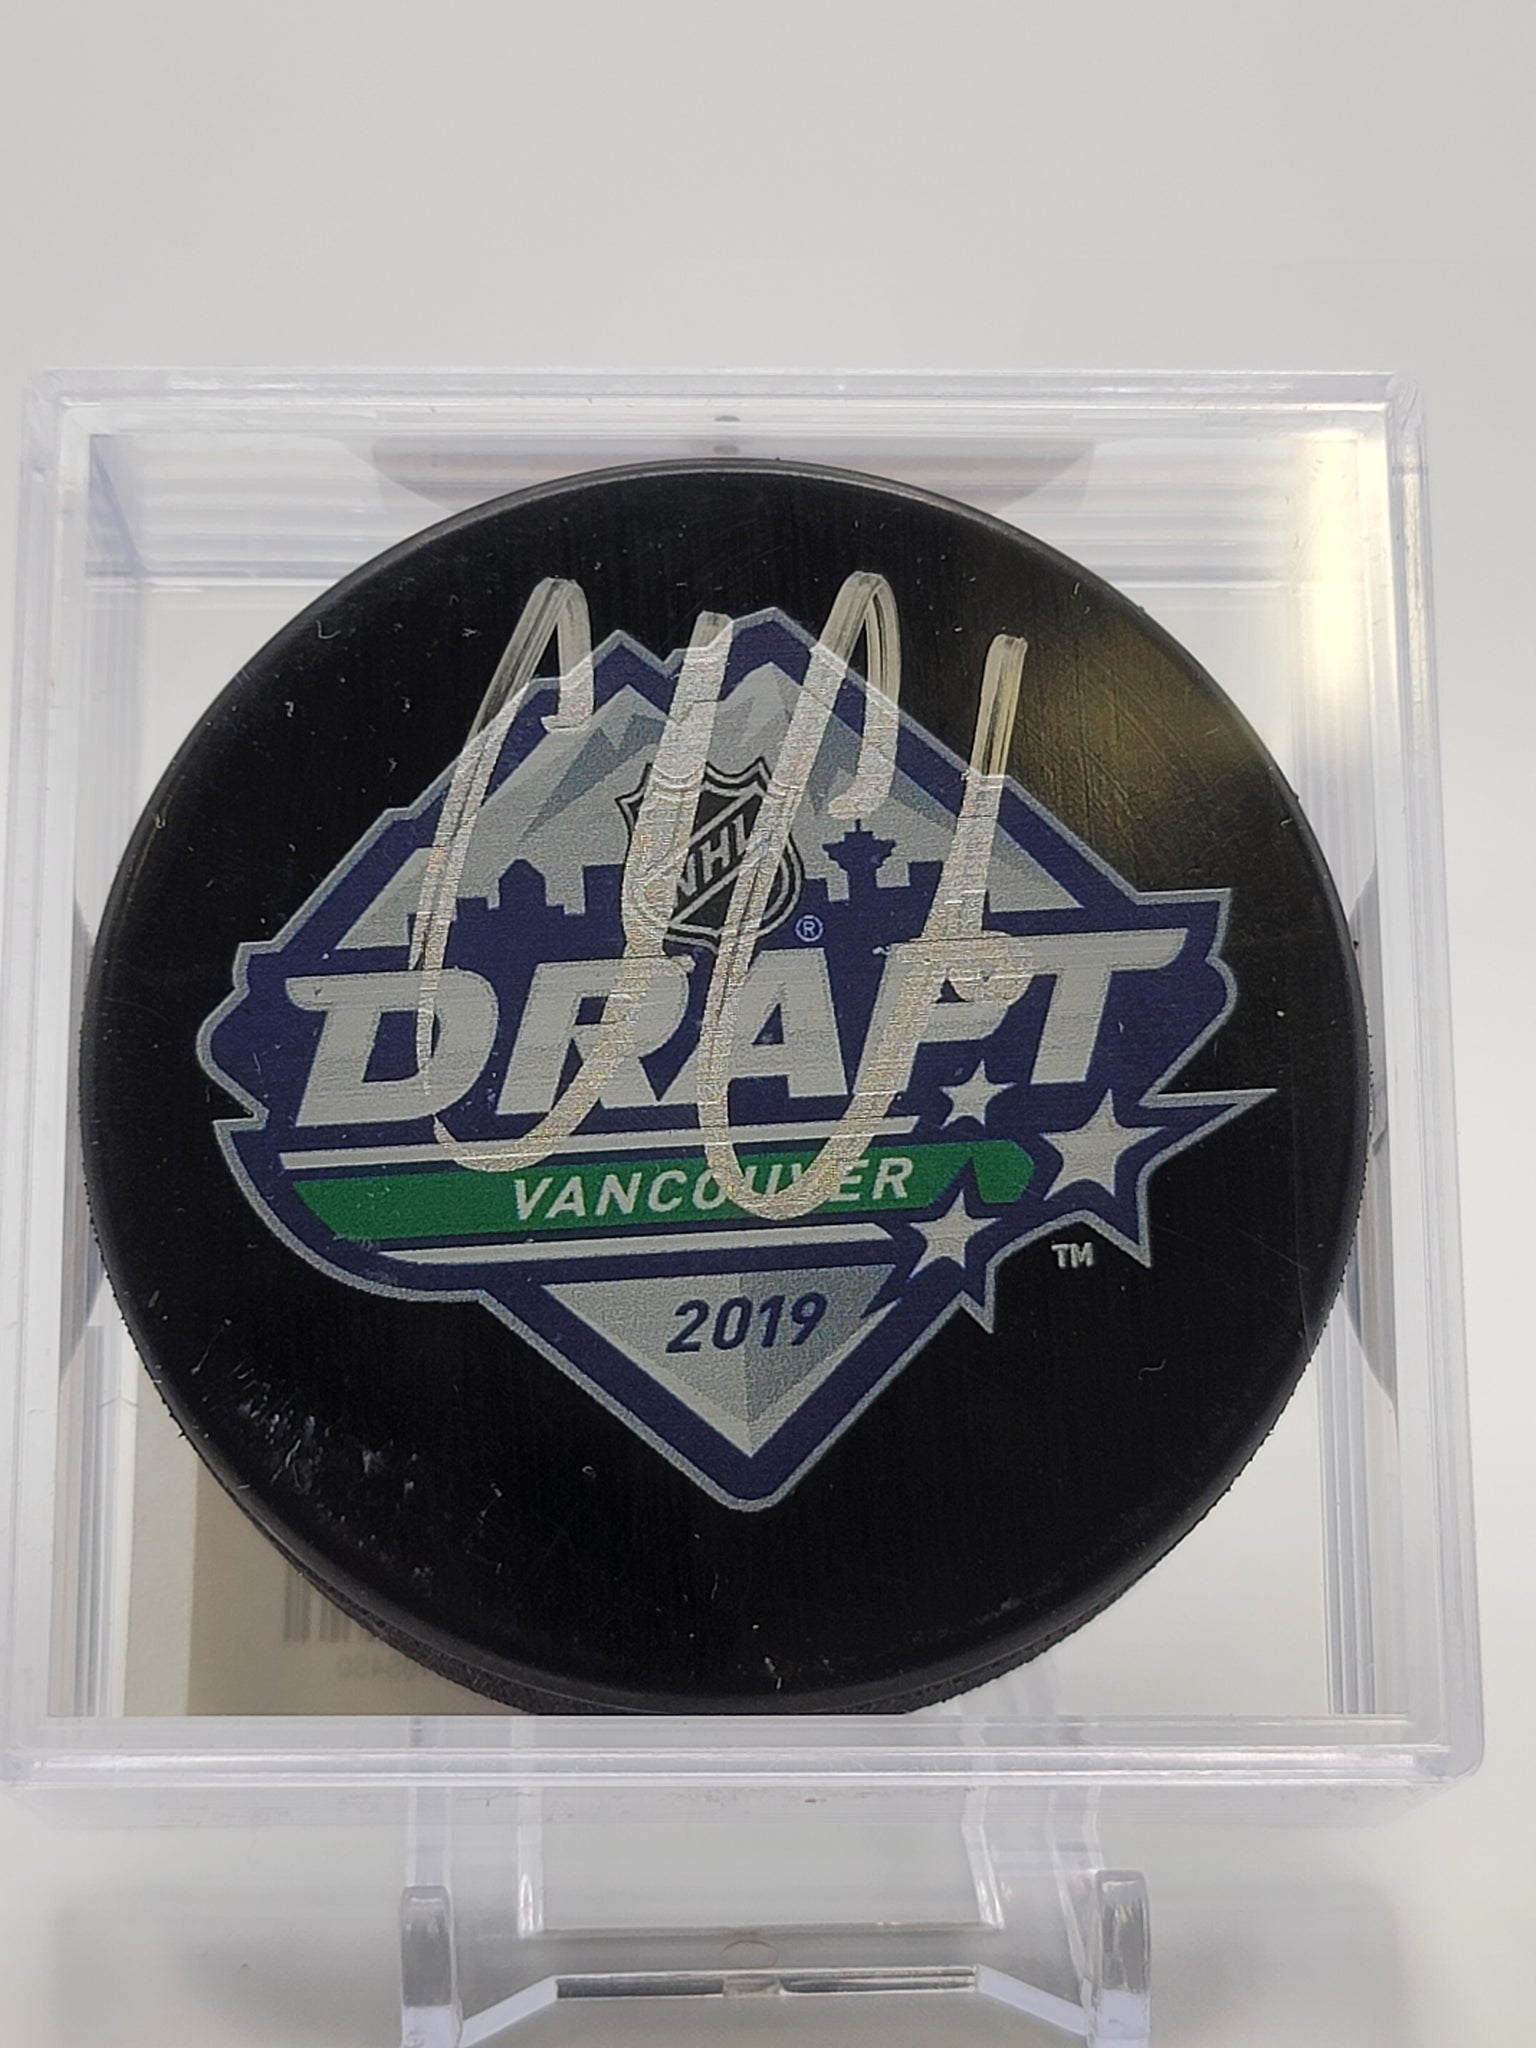 NHL
®
DRAFT
VANCOUVER
TM
2019